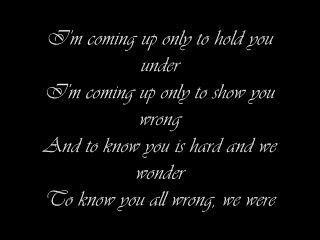 I'm coming up only to hold you
under
I'm coming up only to show you
wrong
And to know you is hard and we
wonder
To know you all wrong, we were